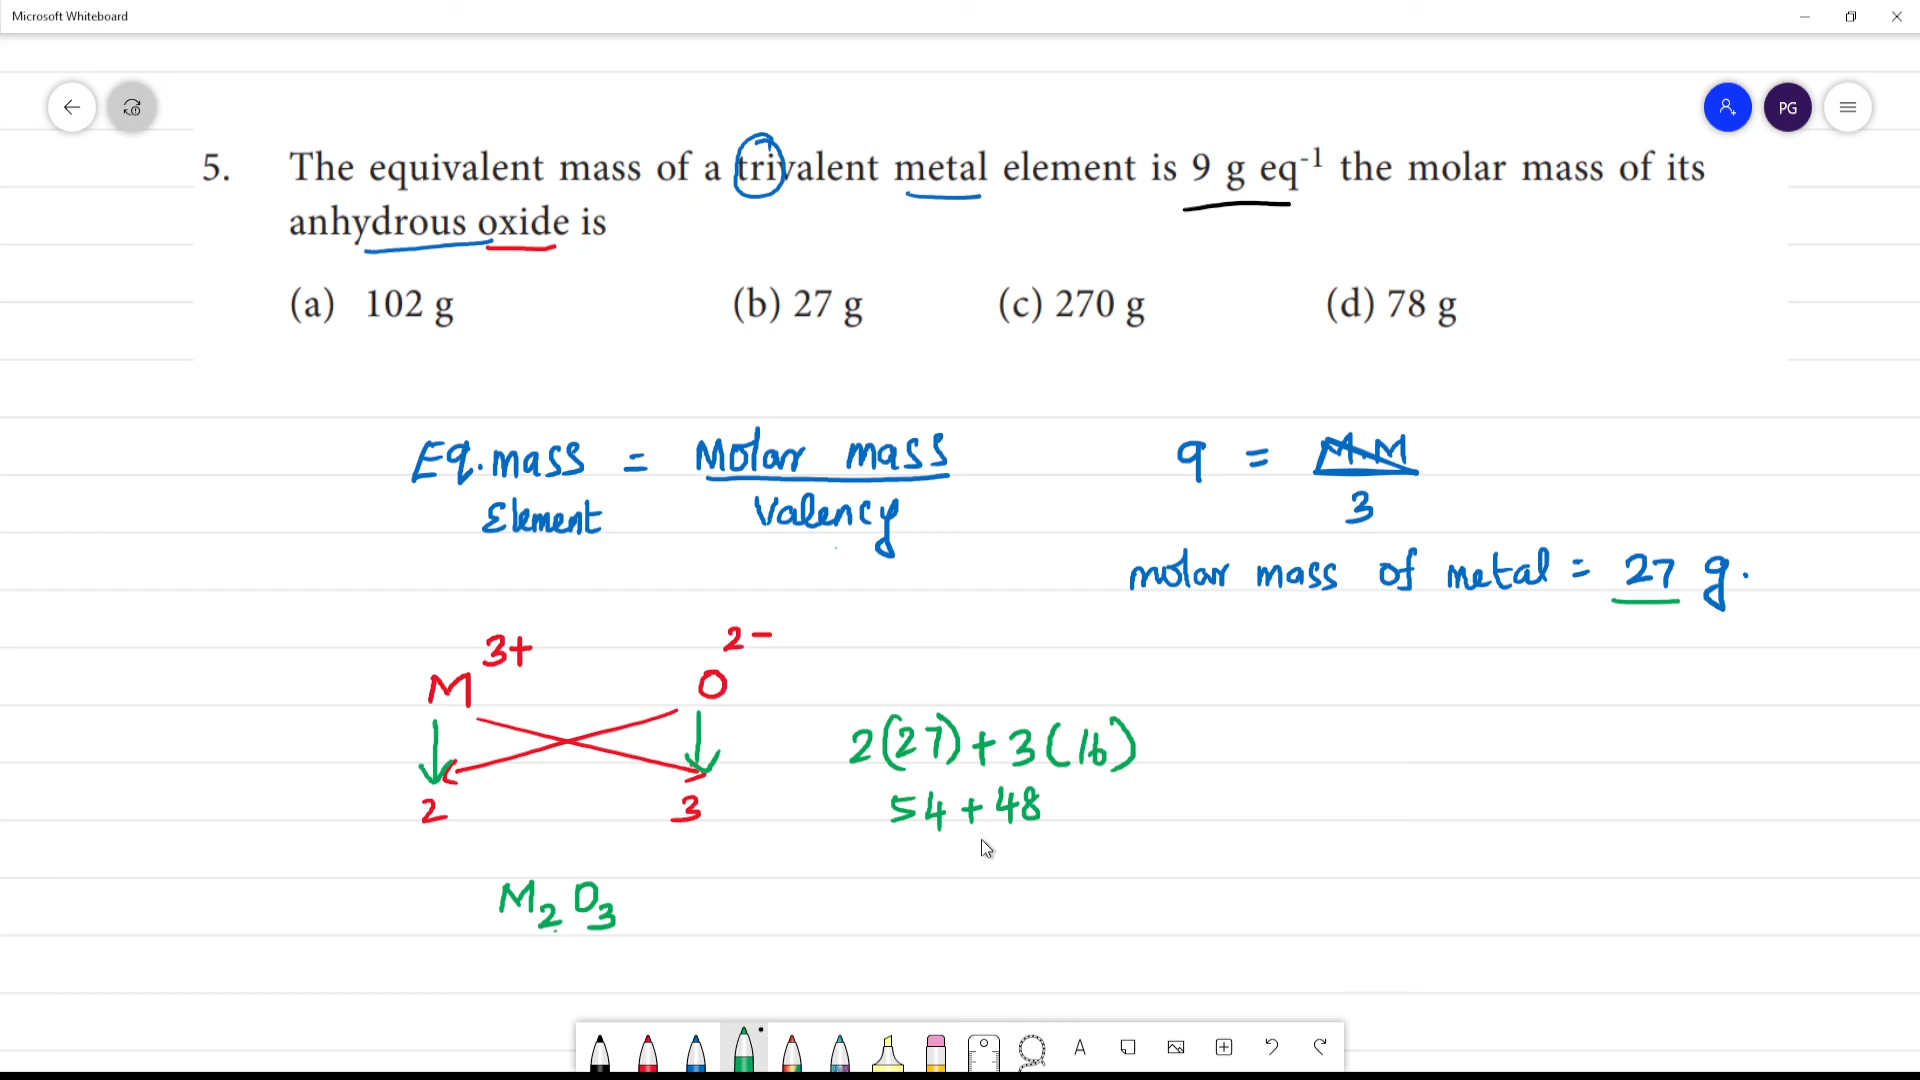 Microsoft Whiteboard
PG
5. The equivalent mass of a trivalent metal element is 9 g eq⁻¹ the molar mass of its
anhydrous oxide is
(a) 102 g (b) 27 g (c) 270 g (d) 78 g
Eq. mass = Molar mass
Element Valency
9 = M.M
3
molar mass of metal = 27 g.
M 3+ O 2−
2 3
2(27) + 3(16)
54 + 48
M₂O₃
A